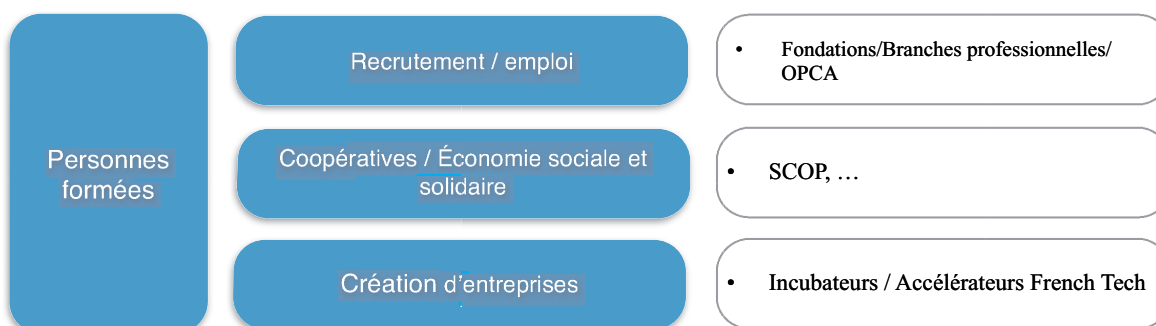 Personnes
formées
Recrutement / emploi
• Fondations/Branches professionnelles/
OPCA
Coopératives / Économie sociale et
solidaire
• SCOP, …
Création d’entreprises
• Incubateurs / Accélérateurs French Tech